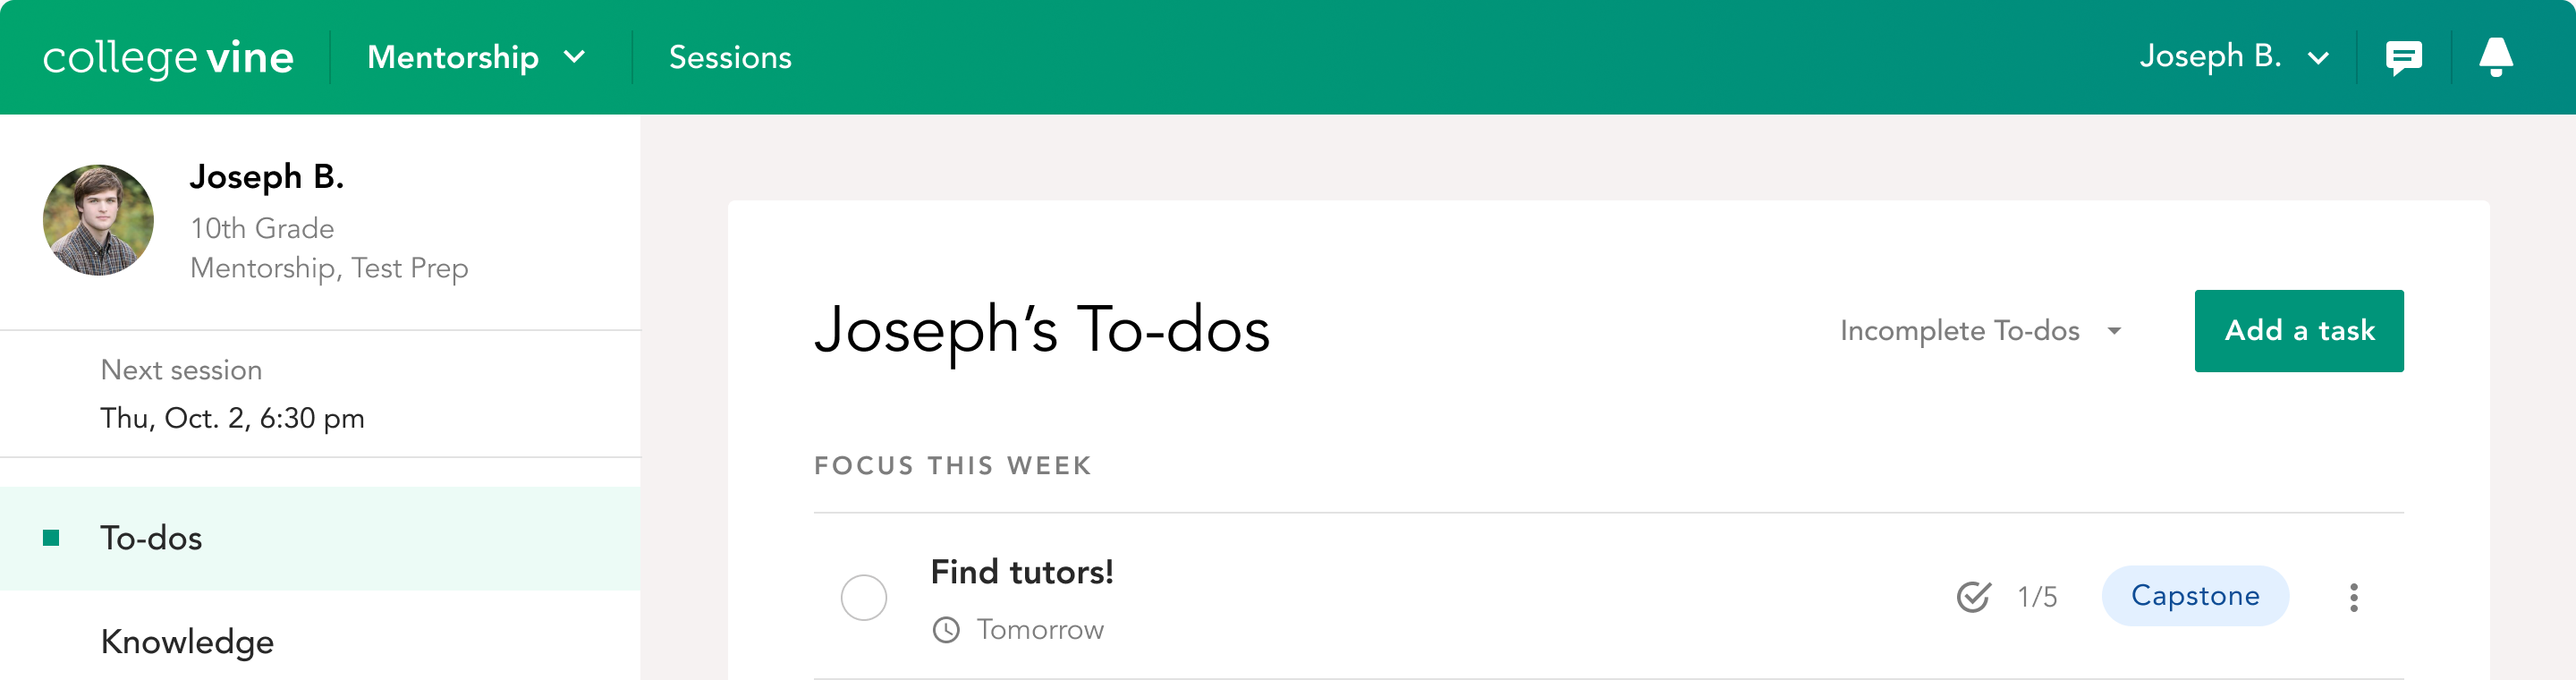 college vine
Mentorship
Sessions
Joseph B.
Joseph B.
10th Grade
Mentorship, Test Prep
Next session
Thu, Oct. 2, 6:30 pm
To-dos
Knowledge
Joseph’s To-dos
Incomplete To-dos
Add a task
FOCUS THIS WEEK
Find tutors!
Tomorrow
1/5
Capstone